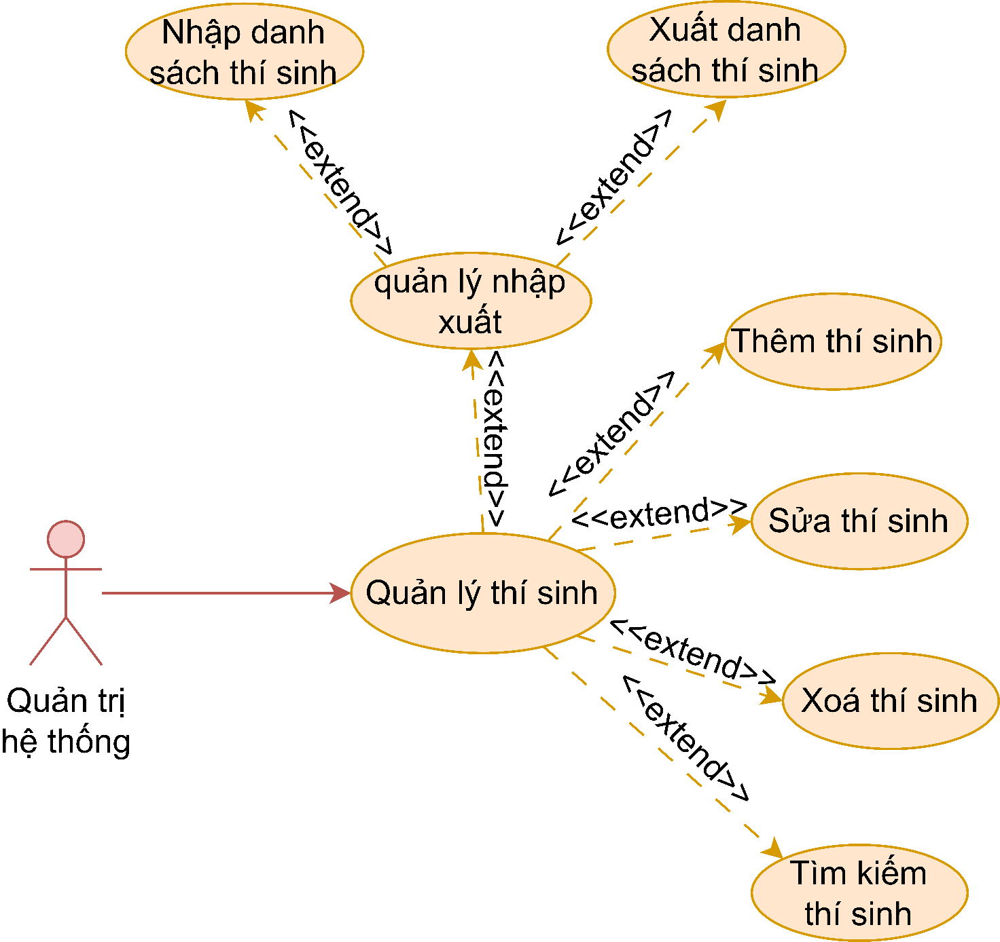 Nhập danh
sách thí sinh
Xuất danh
sách thí sinh
<<extend>>
<<extend>>
quản lý nhập
xuất
Thêm thí sinh
<<extend>>
<<extend>>
<<extend>>
Sửa thí sinh
Quản lý thí sinh
<<extend>>
Xoá thí sinh
<<extend>>
Quản trị
hệ thống
Tìm kiếm
thí sinh